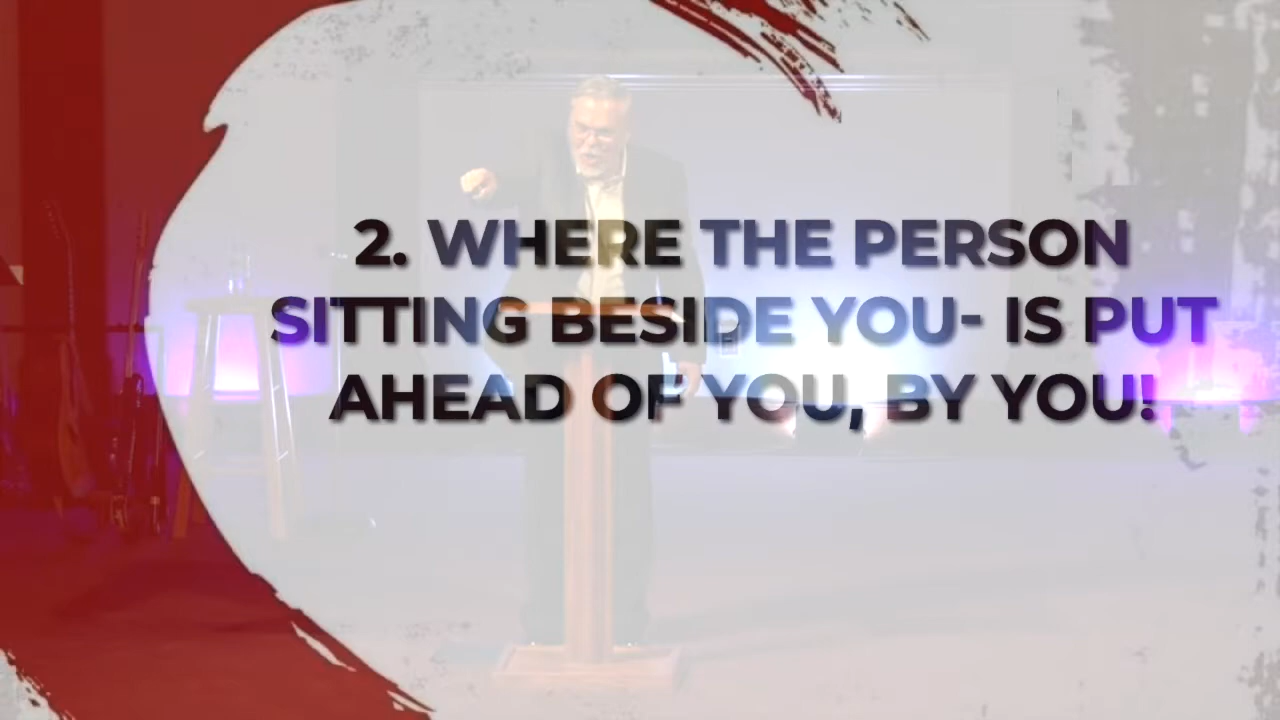 2. WHERE THE PERSON
SITTING BESIDE YOU- IS PUT
AHEAD OF YOU, BY YOU!